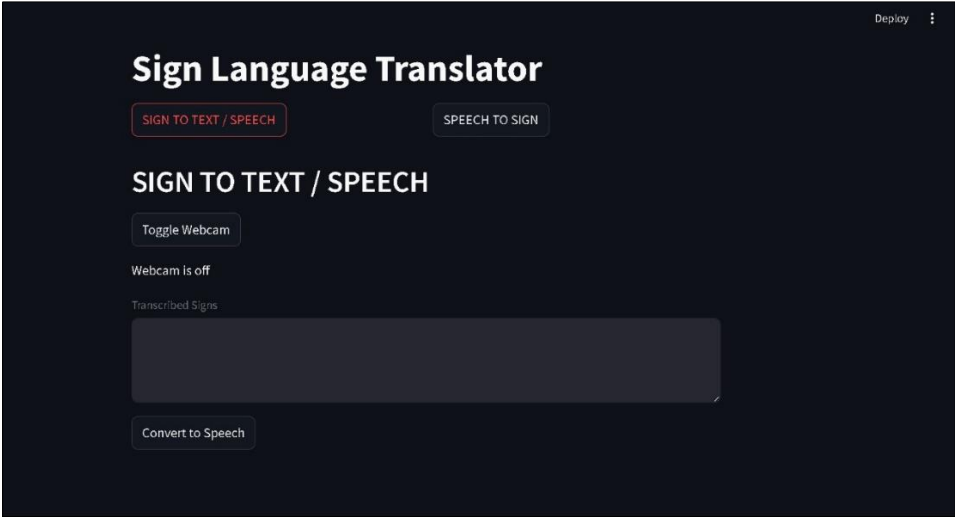 Deploy
Sign Language Translator
SIGN TO TEXT / SPEECH
SPEECH TO SIGN
SIGN TO TEXT / SPEECH
Toggle Webcam
Webcam is off
Transcribed Signs
Convert to Speech